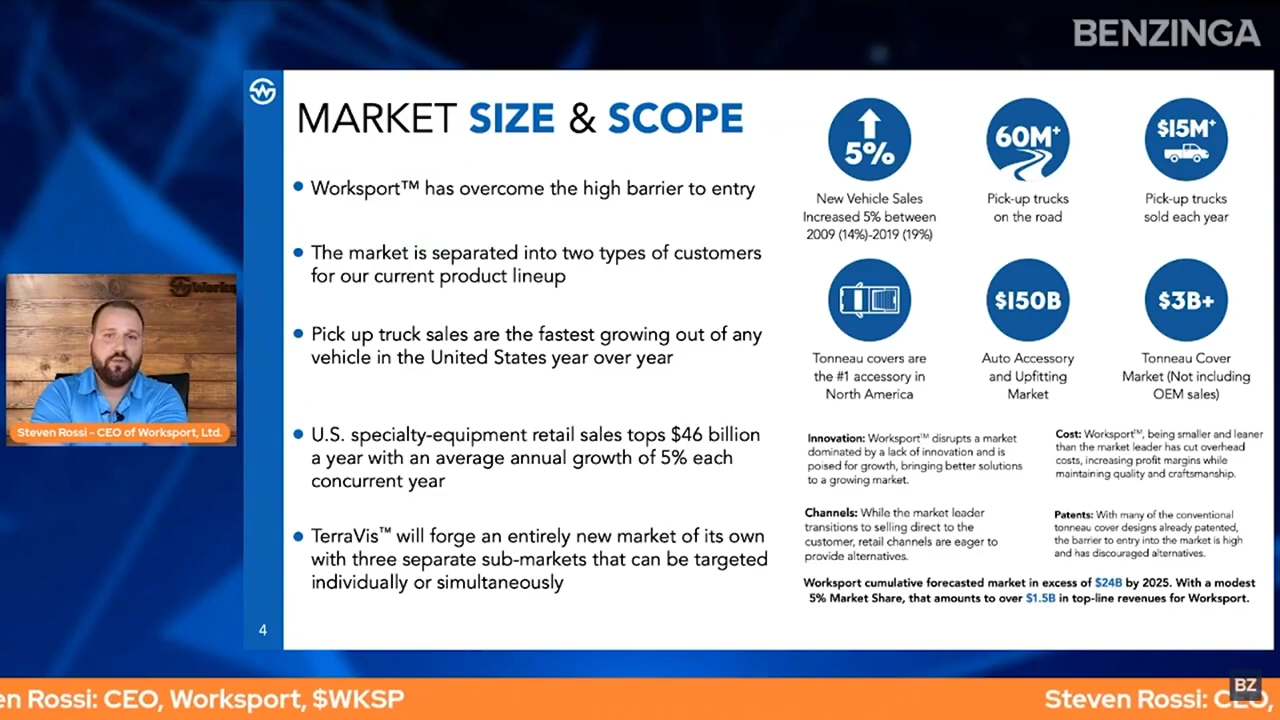 BENZINGA
MARKET SIZE & SCOPE
• Worksport™ has overcome the high barrier to entry
• The market is separated into two types of customers
for our current product lineup
• Pick up truck sales are the fastest growing out of any
vehicle in the United States year over year
• U.S. specialty-equipment retail sales tops $46 billion
a year with an average annual growth of 5% each
concurrent year
• TerraVis™ will forge an entirely new market of its own
with three separate sub-markets that can be targeted
individually or simultaneously
4
5%
New Vehicle Sales
Increased 5% between
2009 (14%)-2019 (19%)
60M+
Pick-up trucks
on the road
$15M+
Pick-up trucks
sold each year
Tonneau covers are
the #1 accessory in
North America
$150B
Auto Accessory
and Upfitting
Market
$3B+
Tonneau Cover
Market (Not including
OEM sales)
Innovation: Worksport™ disrupts a market
dominated by a lack of innovation and is
poised for growth, bringing better solutions
to a growing market.
Cost: Worksport™, being smaller and leaner
than the market leader has cut overhead
costs, increasing profit margins while
maintaining quality and craftsmanship.
Channels: While the market leader
transitions to selling direct to the
customer, retail channels are eager to
provide alternatives.
Patents: With many of the conventional
tonneau cover designs already patented,
the barrier to entry into the market is high
and has discouraged alternatives.
Worksport cumulative forecasted market in excess of $24B by 2025. With a modest
5% Market Share, that amounts to over $1.5B in top-line revenues for Worksport.
Works
Steven Rossi - CEO of Worksport, Ltd.
en Rossi: CEO, Worksport, $WKSP
Steven Rossi: CEO,
BZ